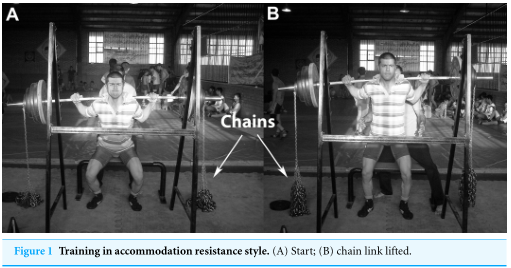 A
B
Chains
Figure 1 Training in accommodation resistance style. (A) Start; (B) chain link lifted.